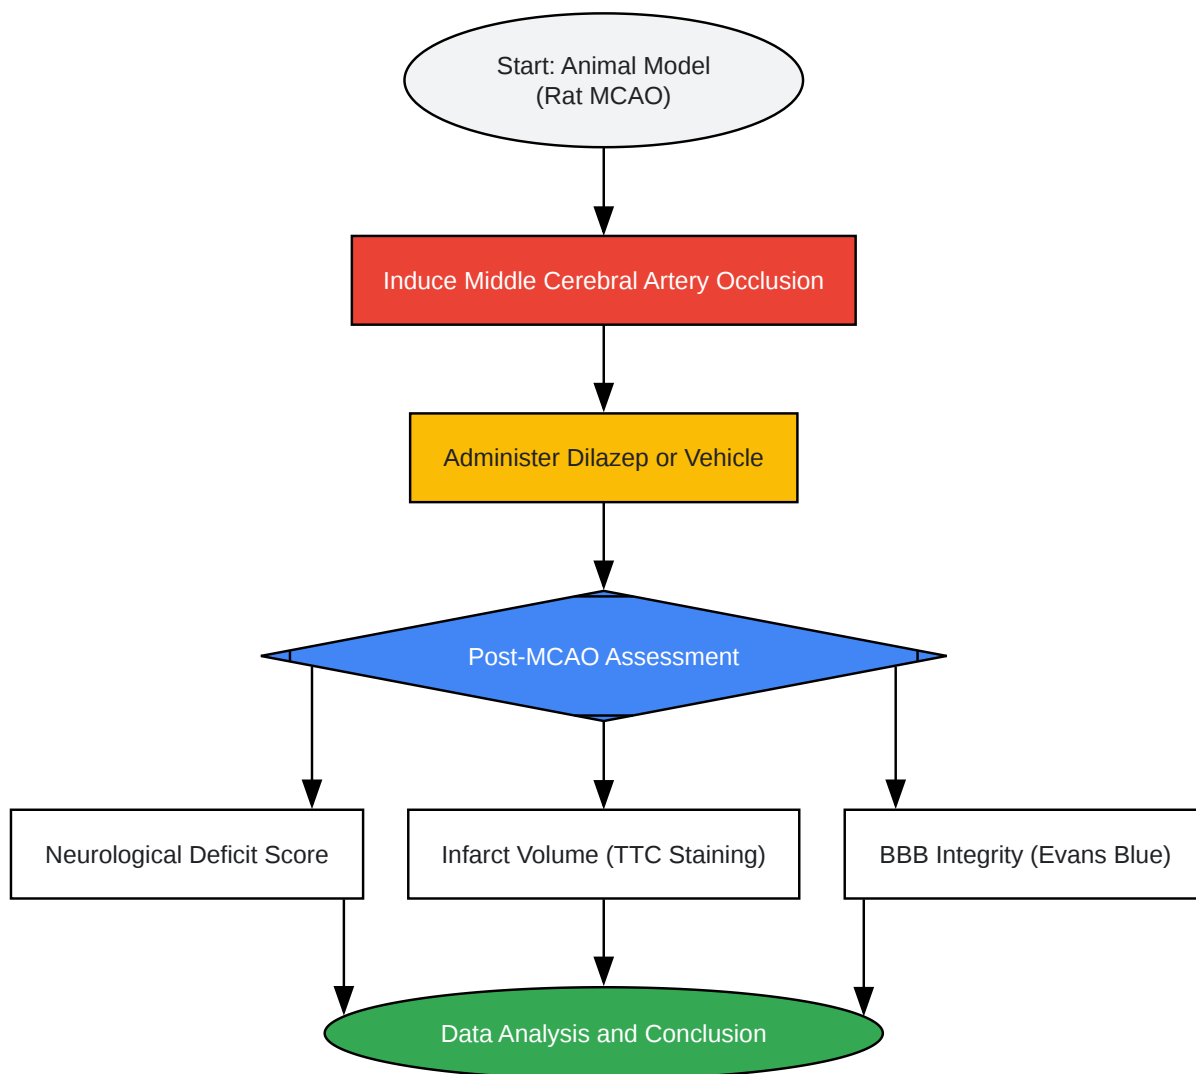 Start: Animal Model
(Rat MCAO)
Induce Middle Cerebral Artery Occlusion
Administer Dilazep or Vehicle
Post-MCAO Assessment
Neurological Deficit Score
Infarct Volume (TTC Staining)
BBB Integrity (Evans Blue)
Data Analysis and Conclusion